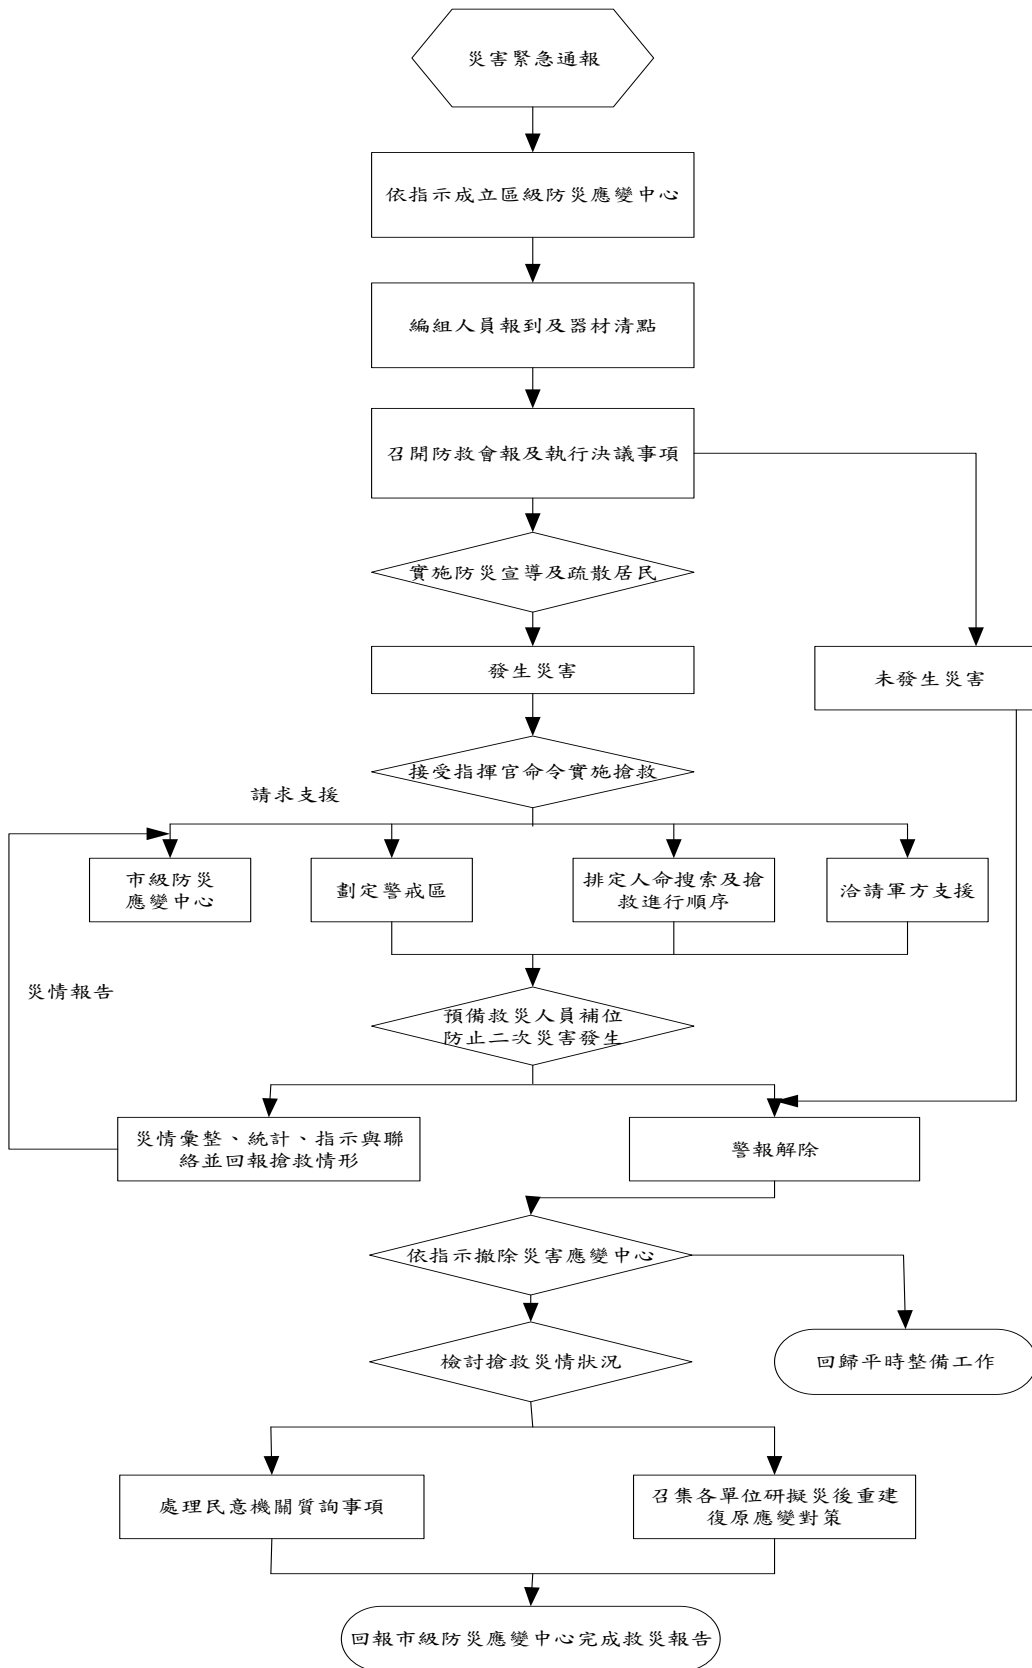 災害緊急通報
依指示成立區級防災應變中心
編組人員報到及器材清點
召開防救會報及執行決議事項
實施防災宣導及疏散居民
發生災害
未發生災害
接受指揮官命令實施搶救
請求支援
市級防災
應變中心
劃定警戒區
排定人命搜索及搶
救進行順序
洽請軍方支援
災情報告
預備救災人員補位
防止二次災害發生
災情彙整、統計、指示與聯
絡並回報搶救情形
警報解除
依指示撤除災害應變中心
檢討搶救災情狀況
回歸平時整備工作
處理民意機關質詢事項
召集各單位研擬災後重建
復原應變對策
回報市級防災應變中心完成救災報告